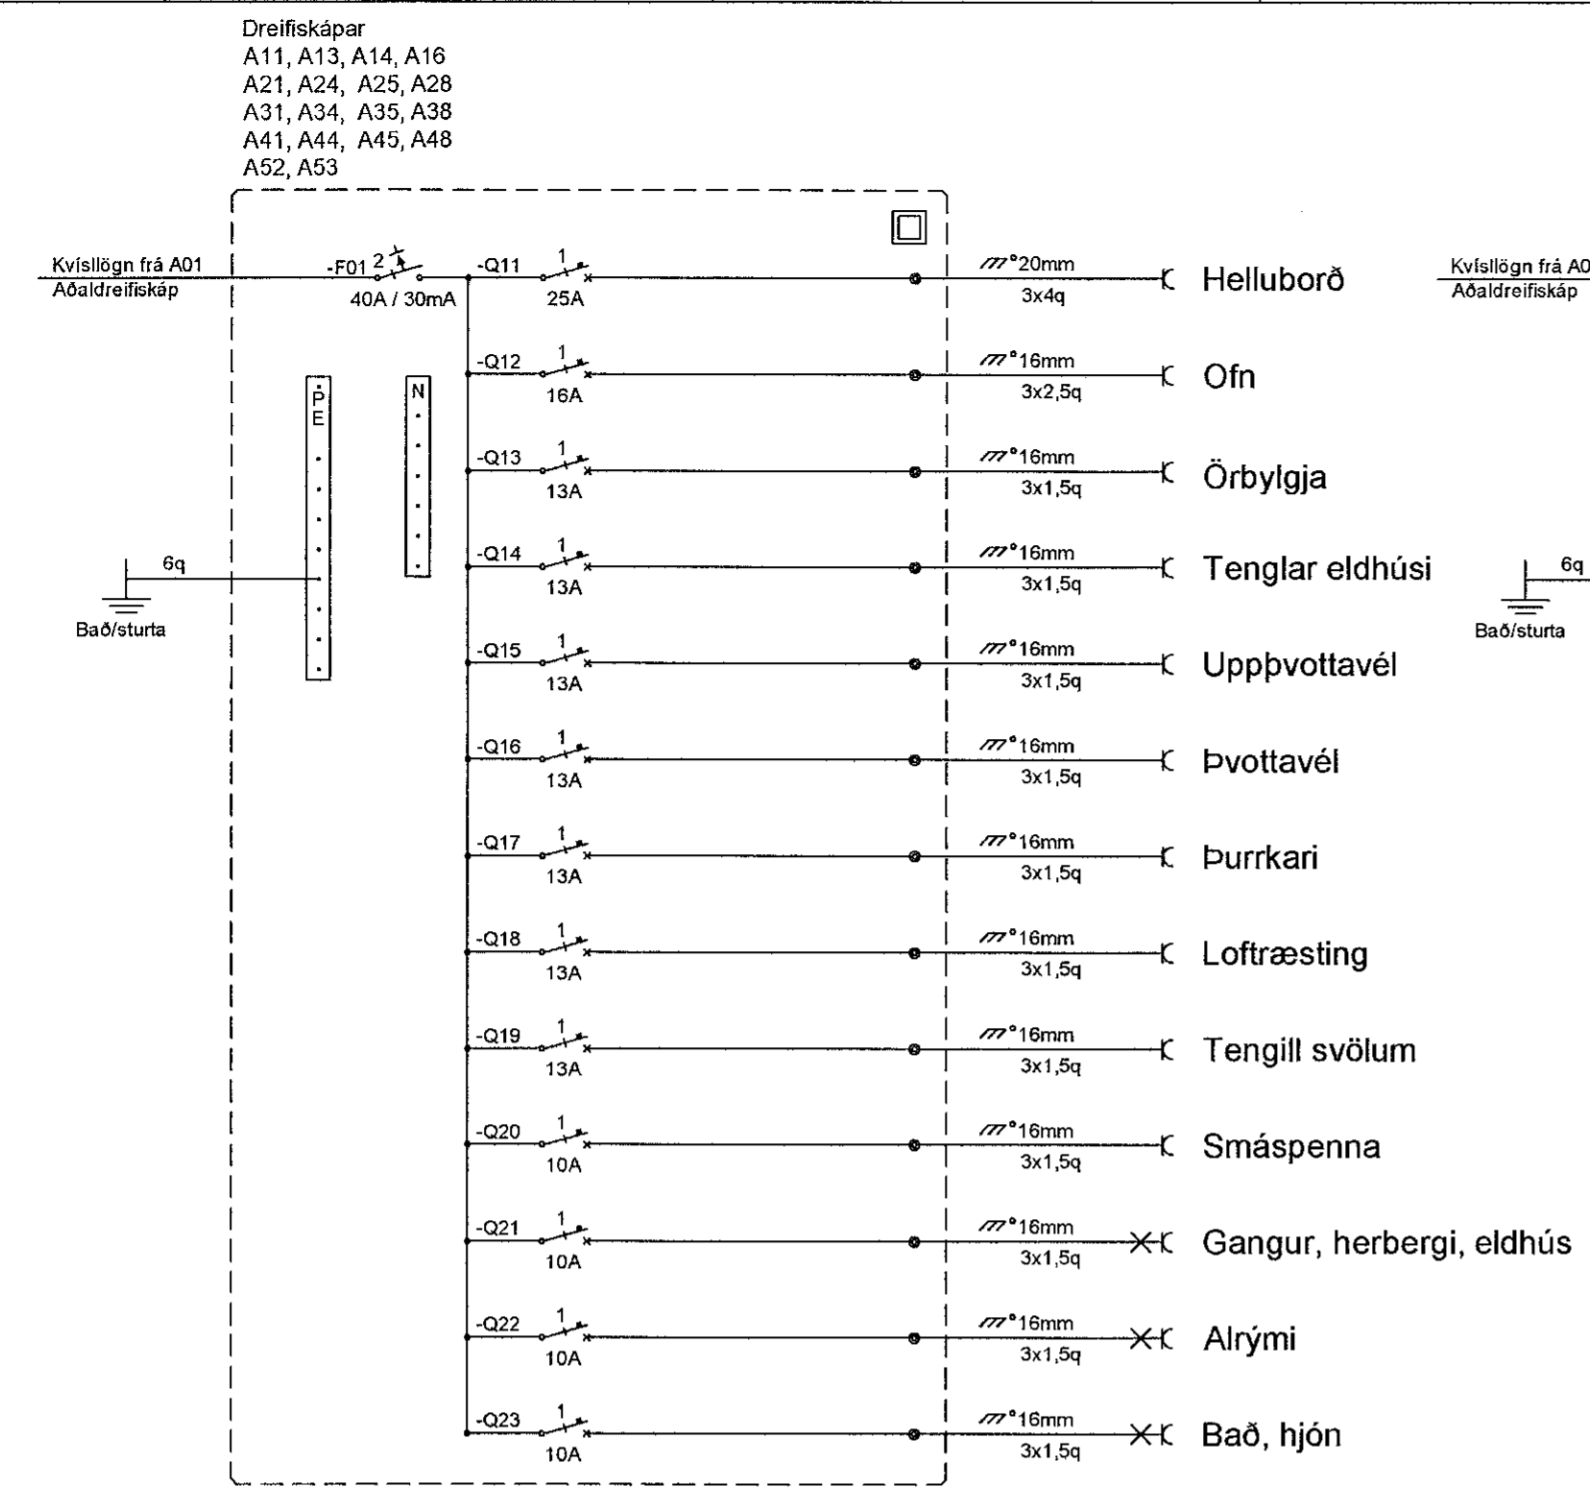 Dreifiskápar
A11, A13, A14, A16
A21, A24, A25, A28
A31, A34, A35, A38
A41, A44, A45, A48
A52, A53
Kvísllögn frá A01
Aðaldreifiskáp
-F01 2
40A / 30mA
-Q11 1
25A
20mm
3x4q
Helluborð
-Q12 1
16A
16mm
3x2,5q
Ofn
-Q13 1
13A
16mm
3x1,5q
Örbylgja
-Q14 1
13A
16mm
3x1,5q
Tenglar eldhúsi
-Q15 1
13A
16mm
3x1,5q
Uppþvottavél
-Q16 1
13A
16mm
3x1,5q
Þvottavél
-Q17 1
13A
16mm
3x1,5q
Þurrkari
-Q18 1
13A
16mm
3x1,5q
Loftræsting
-Q19 1
13A
16mm
3x1,5q
Tengill svölum
-Q20 1
10A
16mm
3x1,5q
Smáspenna
-Q21 1
10A
16mm
3x1,5q
Gangur, herbergi, eldhús
-Q22 1
10A
16mm
3x1,5q
Alrými
-Q23 1
10A
16mm
3x1,5q
Bað, hjón
PE
N
6q
Bað/sturta
Kvísllögn frá A0
Aðaldreifiskáp
6q
Bað/sturta